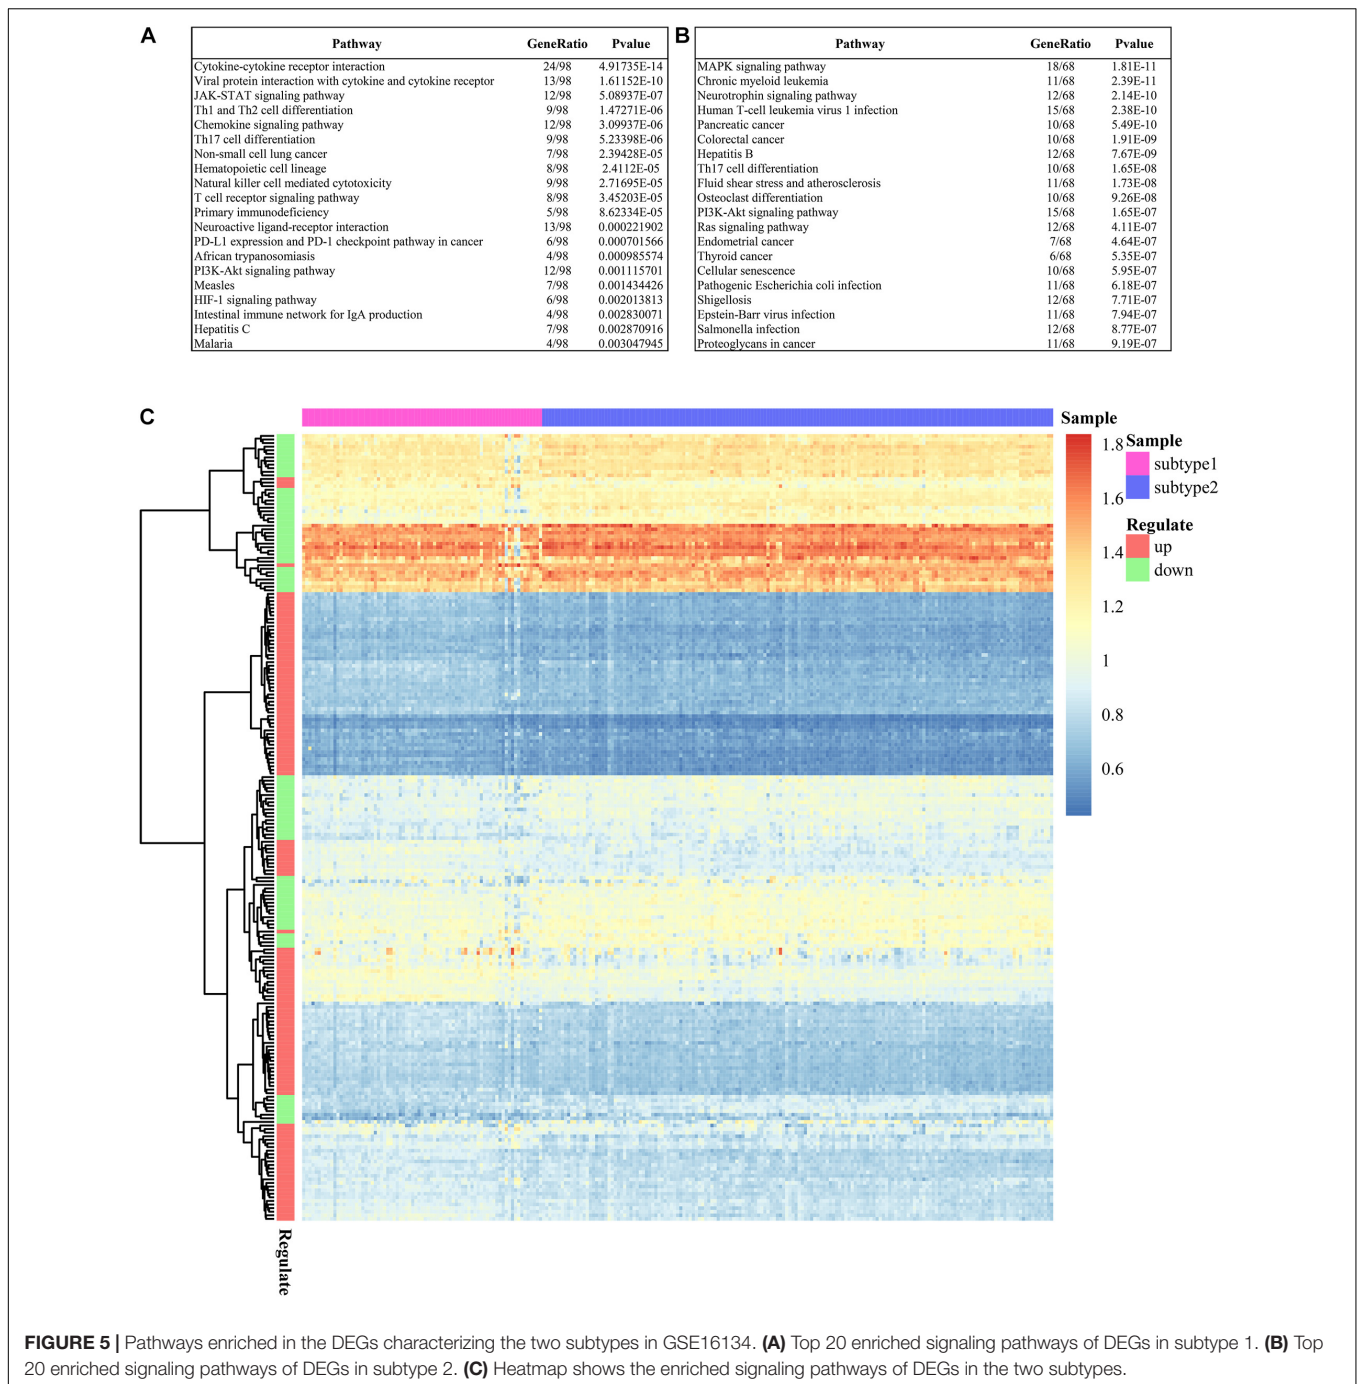 A
Pathway GeneRatio Pvalue
Cytokine-cytokine receptor interaction 24/98 4.91735E-14
Viral protein interaction with cytokine and cytokine receptor 13/98 1.61152E-10
JAK-STAT signaling pathway 12/98 5.08937E-07
Th1 and Th2 cell differentiation 9/98 1.47271E-06
Chemokine signaling pathway 12/98 3.09937E-06
Th17 cell differentiation 9/98 5.23398E-06
Non-small cell lung cancer 7/98 2.39428E-05
Hematopoietic cell lineage 8/98 2.4112E-05
Natural killer cell mediated cytotoxicity 9/98 2.71695E-05
T cell receptor signaling pathway 8/98 3.45203E-05
Primary immunodeficiency 5/98 8.62334E-05
Neuroactive ligand-receptor interaction 13/98 0.000221902
PD-L1 expression and PD-1 checkpoint pathway in cancer 6/98 0.000701566
African trypanosomiasis 4/98 0.000985574
PI3K-Akt signaling pathway 12/98 0.001115701
Measles 7/98 0.001434426
HIF-1 signaling pathway 6/98 0.002013813
Intestinal immune network for IgA production 4/98 0.002830071
Hepatitis C 7/98 0.002870916
Malaria 4/98 0.003047945
B
Pathway GeneRatio Pvalue
MAPK signaling pathway 18/68 1.81E-11
Chronic myeloid leukemia 11/68 2.39E-11
Neurotrophin signaling pathway 12/68 2.14E-10
Human T-cell leukemia virus 1 infection 15/68 2.38E-10
Pancreatic cancer 10/68 5.49E-10
Colorectal cancer 10/68 1.91E-09
Hepatitis B 12/68 7.67E-09
Th17 cell differentiation 10/68 1.65E-08
Fluid shear stress and atherosclerosis 11/68 1.73E-08
Osteoclast differentiation 10/68 9.26E-08
PI3K-Akt signaling pathway 15/68 1.65E-07
Ras signaling pathway 12/68 4.11E-07
Endometrial cancer 7/68 4.64E-07
Thyroid cancer 6/68 5.35E-07
Cellular senescence 10/68 5.95E-07
Pathogenic Escherichia coli infection 11/68 6.18E-07
Shigellosis 12/68 7.71E-07
Epstein-Barr virus infection 11/68 7.94E-07
Salmonella infection 12/68 8.77E-07
Proteoglycans in cancer 11/68 9.19E-07
C
Sample
1.8
1.6
1.4
1.2
1
0.8
0.6
Sample
subtype1
subtype2
Regulate
up
down
Regulate
FIGURE 5 | Pathways enriched in the DEGs characterizing the two subtypes in GSE16134. (A) Top 20 enriched signaling pathways of DEGs in subtype 1. (B) Top
20 enriched signaling pathways of DEGs in subtype 2. (C) Heatmap shows the enriched signaling pathways of DEGs in the two subtypes.